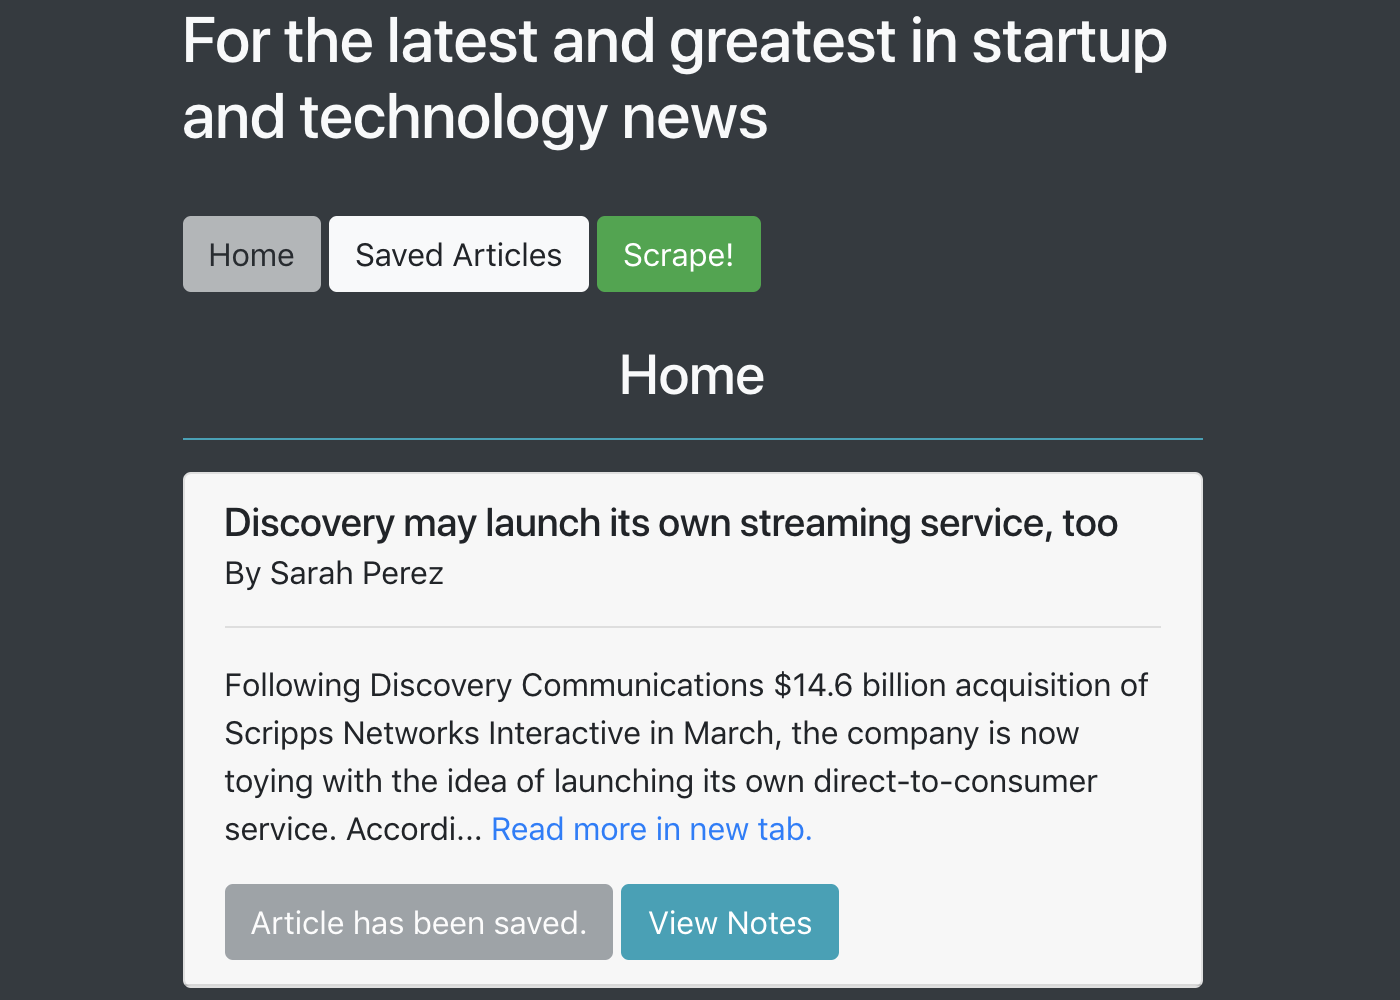 For the latest and greatest in startup
and technology news
Home Saved Articles Scrape!
Home
Discovery may launch its own streaming service, too
By Sarah Perez
Following Discovery Communications $14.6 billion acquisition of
Scripps Networks Interactive in March, the company is now
toying with the idea of launching its own direct-to-consumer
service. Accordi... Read more in new tab.
Article has been saved. View Notes